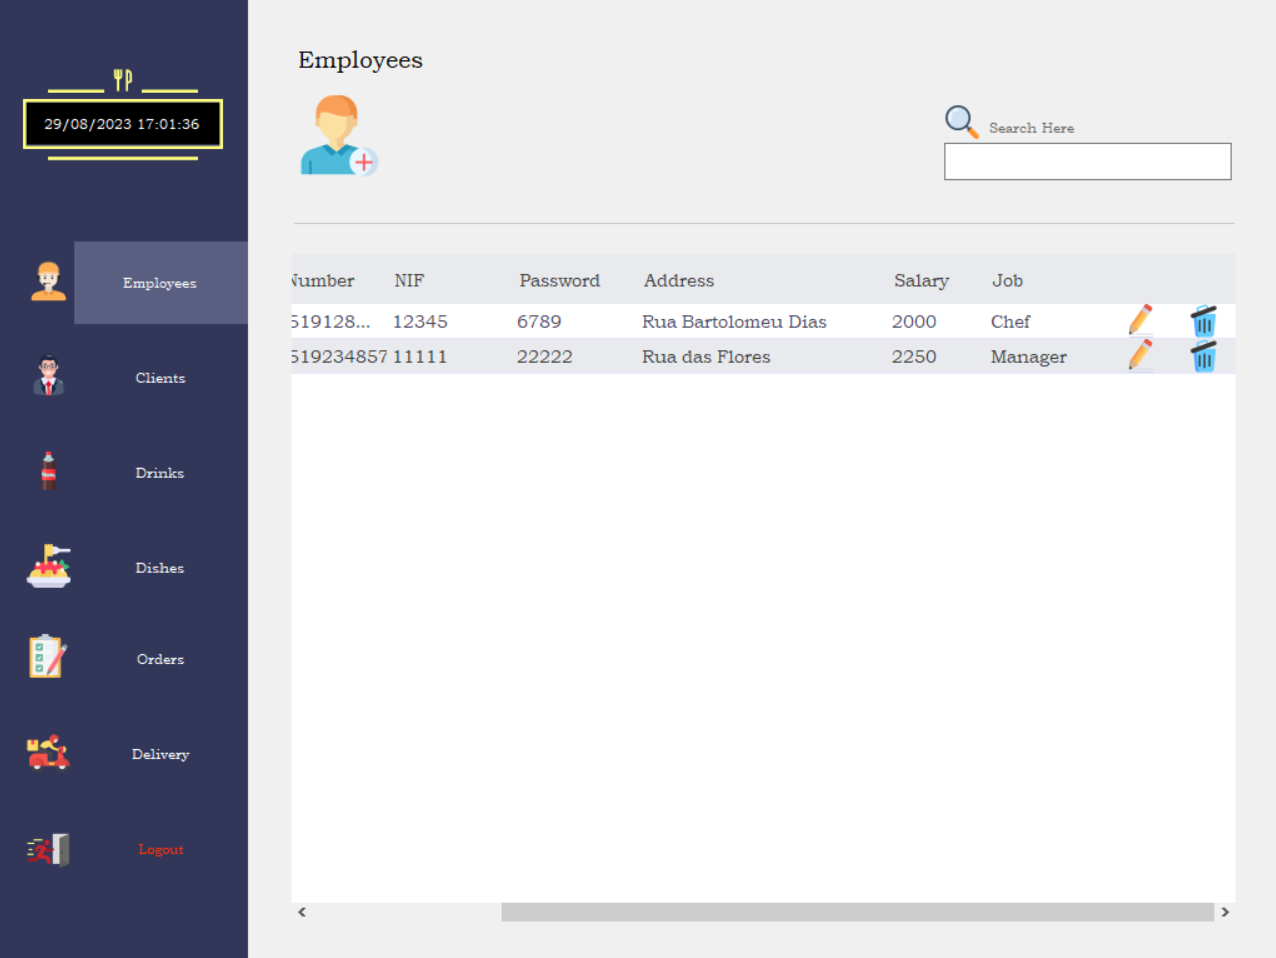 Employees
29/08/2023 17:01:36
Search Here
Employees
Clients
Drinks
Dishes
Orders
Delivery
Logout
Number NIF Password Address Salary Job
519128... 12345 6789 Rua Bartolomeu Dias 2000 Chef
519234857 11111 22222 Rua das Flores 2250 Manager